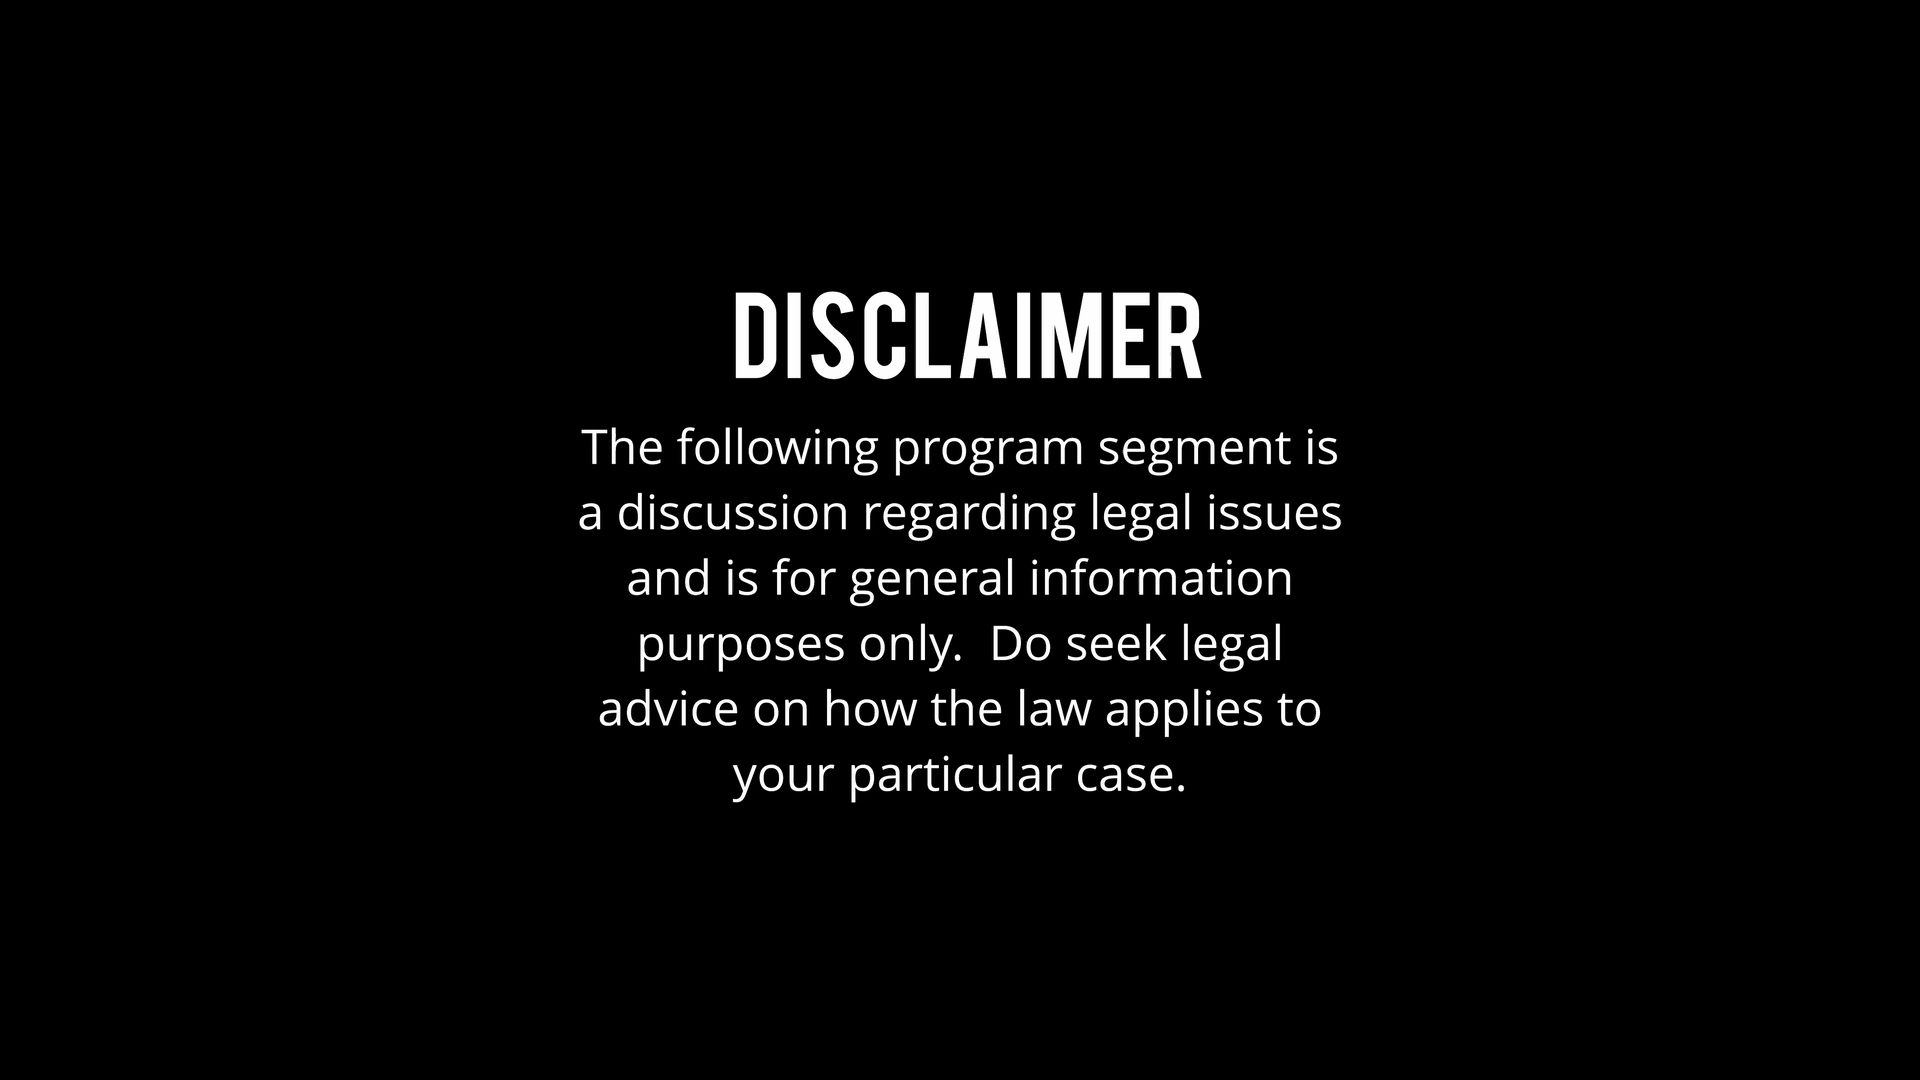 DISCLAIMER
The following program segment is
a discussion regarding legal issues
and is for general information
purposes only.  Do seek legal
advice on how the law applies to
your particular case.